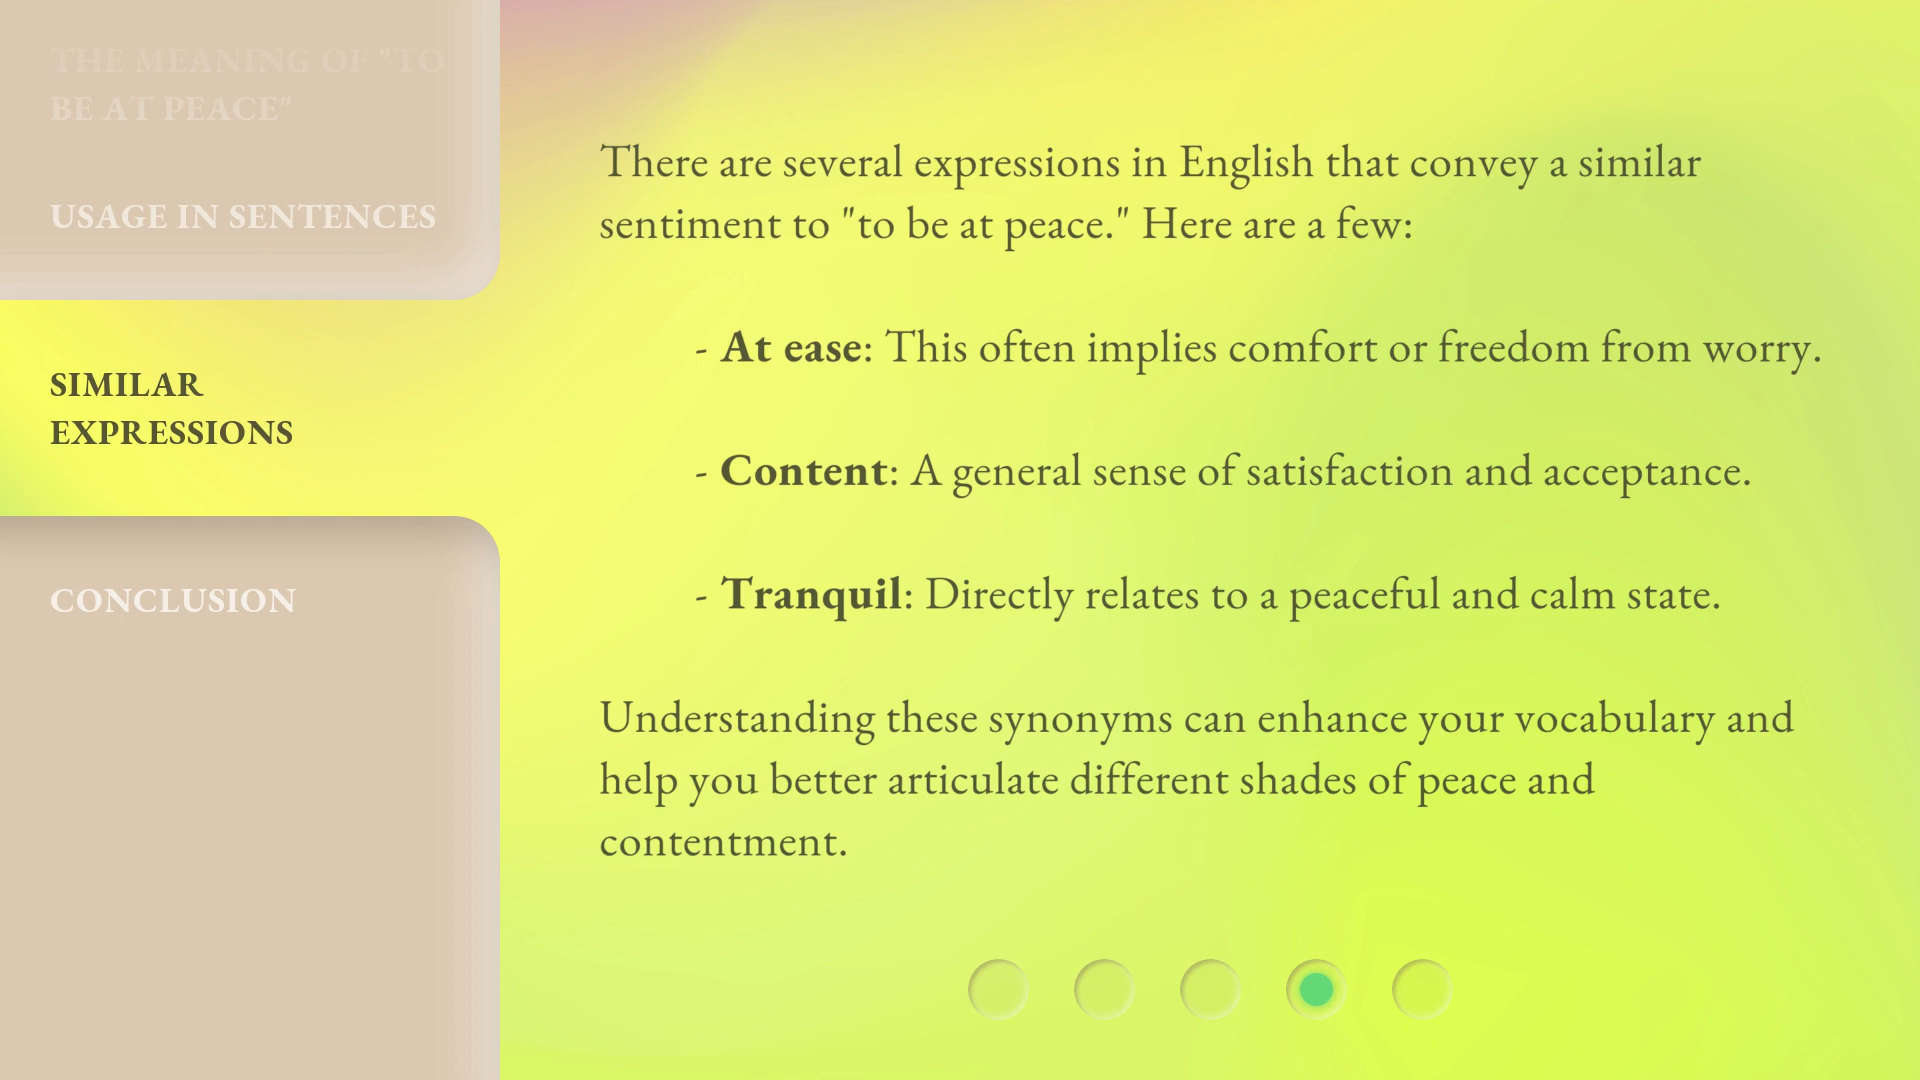 THE MEANING OF "TO
BE AT PEACE"
USAGE IN SENTENCES
SIMILAR
EXPRESSIONS
CONCLUSION
There are several expressions in English that convey a similar
sentiment to "to be at peace." Here are a few:
- At ease: This often implies comfort or freedom from worry.
- Content: A general sense of satisfaction and acceptance.
- Tranquil: Directly relates to a peaceful and calm state.
Understanding these synonyms can enhance your vocabulary and
help you better articulate different shades of peace and
contentment.